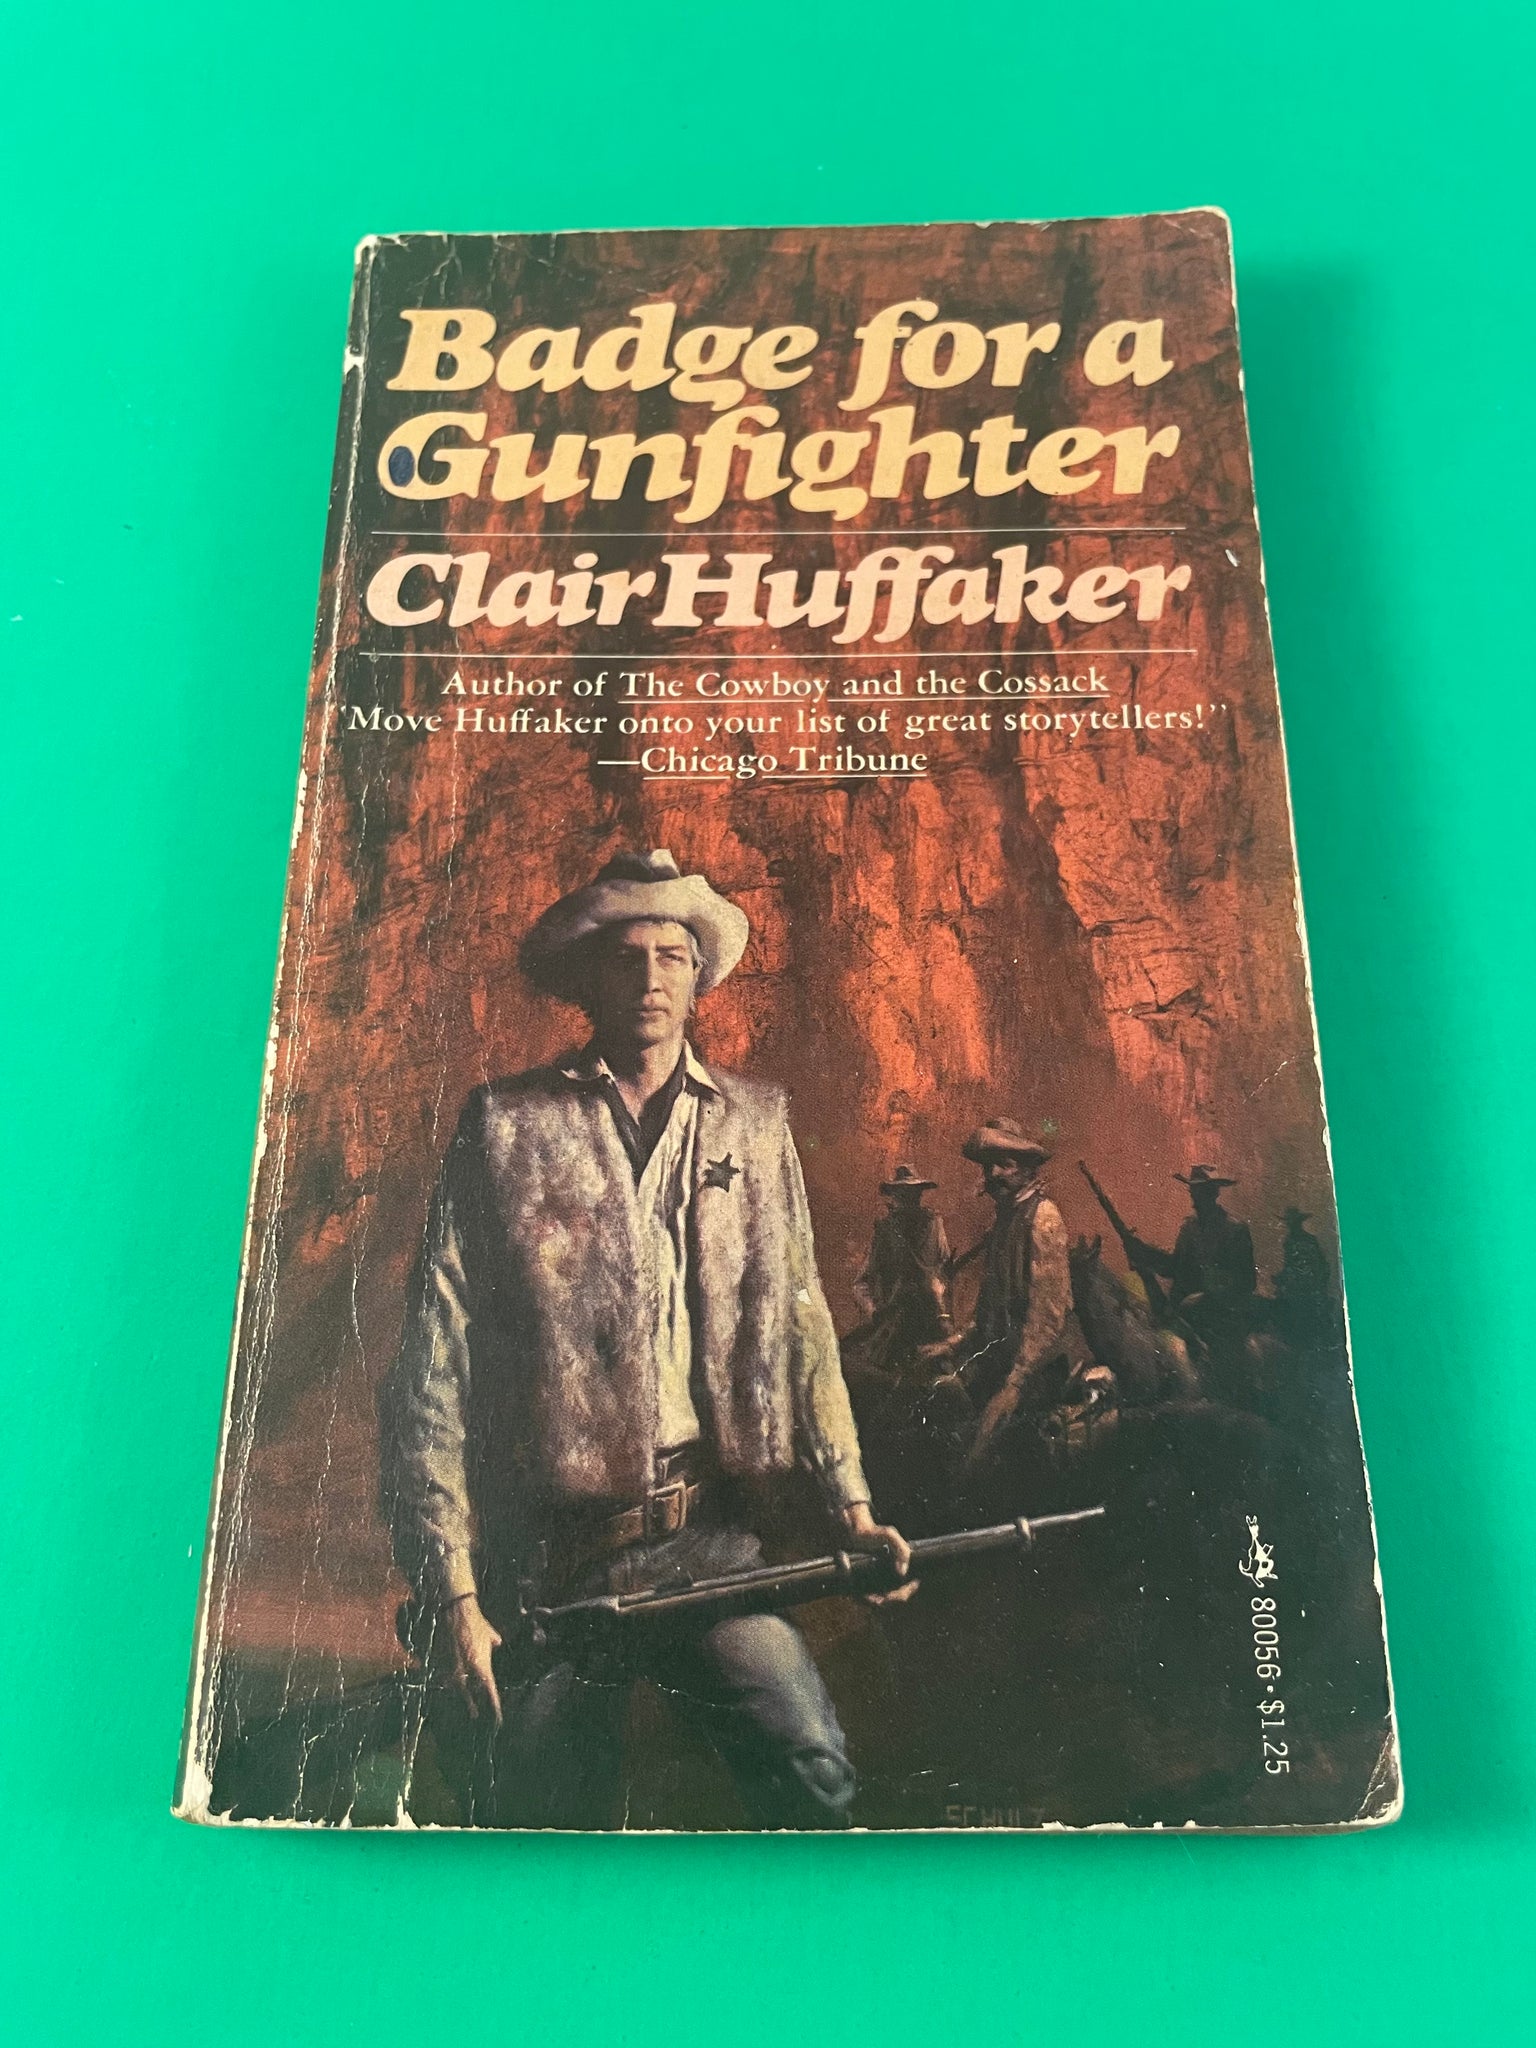 Badge for a
Gunfighter
Clair Huffaker
Author of The Cowboy and the Cossack
"Move Huffaker onto your list of great storytellers!"
—Chicago Tribune
80056·$1.25
SCHULZ